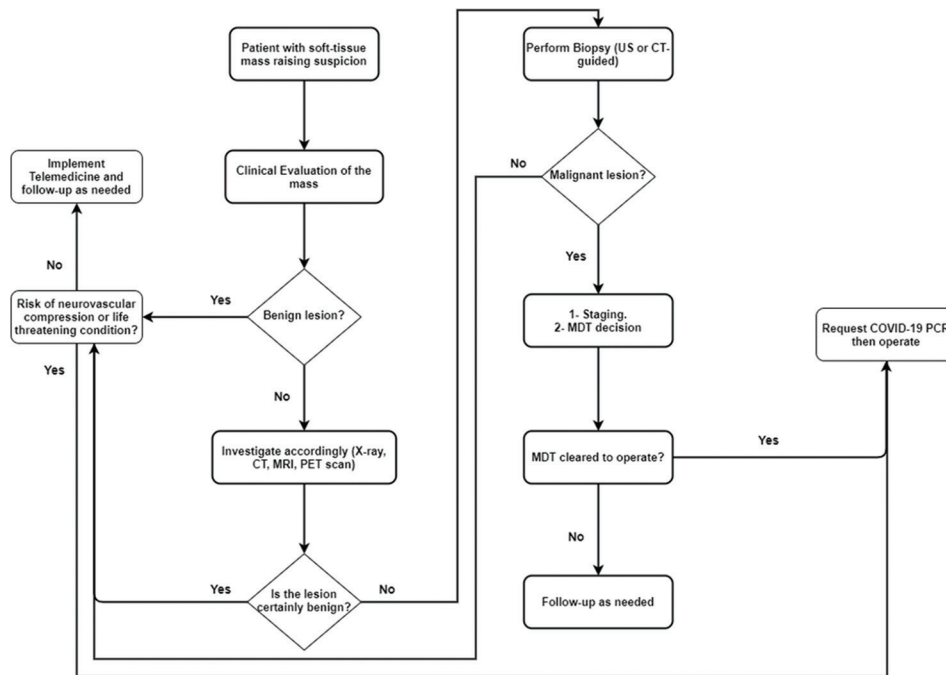 Patient with soft-tissue
mass raising suspicion
Clinical Evaluation of the
mass
Benign lesion?
Yes
No
Risk of neurovascular
compression or life
threatening condition?
No
Yes
Implement
Telemedicine and
follow-up as needed
Investigate accordingly (X-ray,
CT, MRI, PET scan)
Is the lesion
certainly benign?
Yes
No
Perform Biopsy (US or CT-
guided)
Malignant lesion?
No
Yes
1- Staging.
2- MDT decision
MDT cleared to operate?
Yes
No
Request COVID-19 PCR
then operate
Follow-up as needed